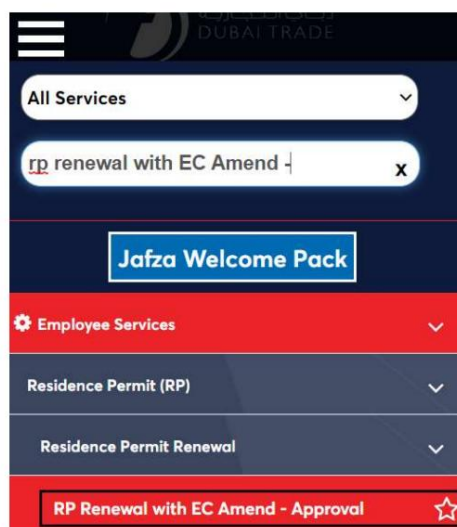 DUBAI TRADE
All Services
rp renewal with EC Amend -
x
Jafza Welcome Pack
Employee Services
Residence Permit (RP)
Residence Permit Renewal
RP Renewal with EC Amend - Approval